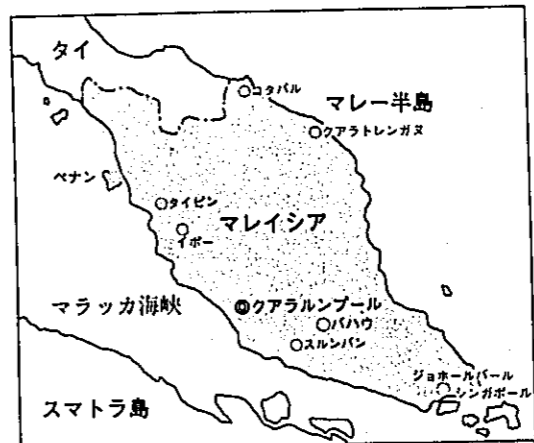 タイ
コタバル
マレー半島
クアラトレンガヌ
ペナン
タイピン
マレイシア
イポー
マラッカ海峡
クアラルンプール
バハウ
スルンバン
ジョホールバール
シンガポール
スマトラ島